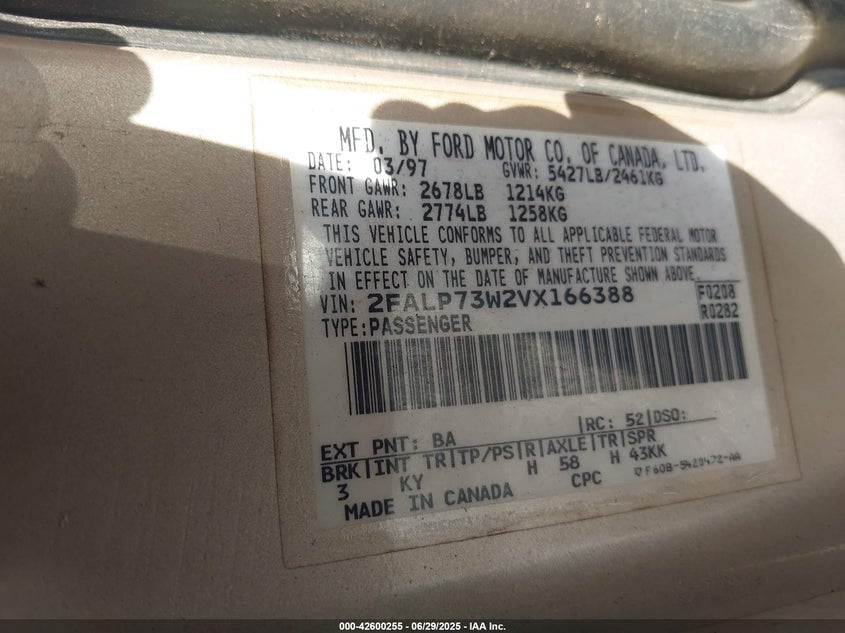 MFD. BY FORD MOTOR CO. OF CANADA, LTD.
DATE: 03/97 GVWR: 5427LB/2461KG
FRONT GAWR: 2678LB 1214KG
REAR GAWR: 2774LB 1258KG
THIS VEHICLE CONFORMS TO ALL APPLICABLE FEDERAL MOTOR
VEHICLE SAFETY, BUMPER, AND THEFT PREVENTION STANDARDS
IN EFFECT ON THE DATE OF MANUFACTURE SHOWN ABOVE.
VIN: 2FALP73W2VX166388 F0208
TYPE: PASSENGER R0282
EXT PNT: BA RC: 52 DSO:
BRK INT TR TP/PS R AXLE TR SPR
3 KY H 58 H 43KK
MADE IN CANADA CPC F60B-5420472-AA
000-42600255 | 06/29/2025 - IAA Inc.